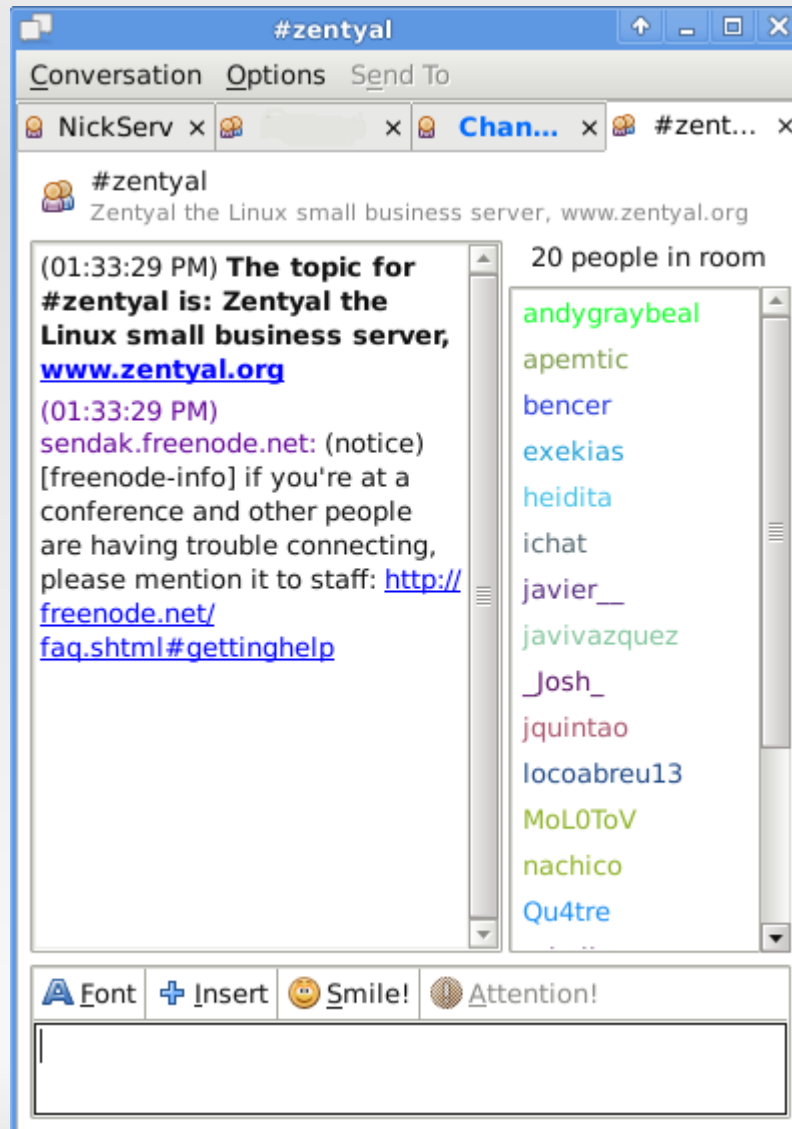 #zentyal
Conversation Options Send To
NickServ × × Chan... × #zent... ×
#zentyal
Zentyal the Linux small business server, www.zentyal.org
(01:33:29 PM) The topic for
#zentyal is: Zentyal the
Linux small business server,
www.zentyal.org
(01:33:29 PM)
sendak.freenode.net: (notice)
[freenode-info] if you're at a
conference and other people
are having trouble connecting,
please mention it to staff: http://
freenode.net/
faq.shtml#gettinghelp
20 people in room
andygraybeal
apemtic
bencer
exekias
heidita
ichat
javier__
javivazquez
_Josh_
jquintao
locoabreu13
MoL0ToV
nachico
Qu4tre
Font Insert Smile! Attention!